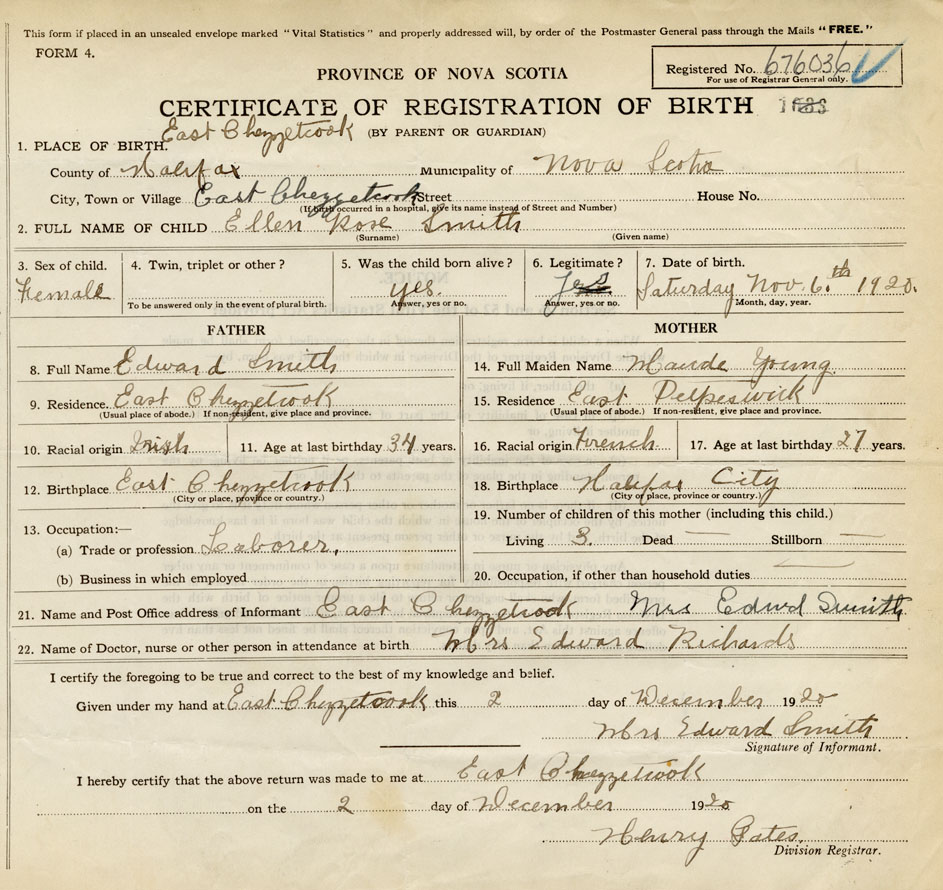 This form if placed in an unsealed envelope marked "Vital Statistics" and properly addressed will, by order of the Postmaster General pass through the Mails "FREE."
FORM 4.
Registered No. 676036
For use of Registrar General only.
PROVINCE OF NOVA SCOTIA
CERTIFICATE OF REGISTRATION OF BIRTH
East Chezzetcook (BY PARENT OR GUARDIAN)
1. PLACE OF BIRTH.
County of Halifax Municipality of Nova Scotia
City, Town or Village East Chezzetcook Street House No.
(If birth occurred in a hospital, give its name instead of Street and Number)
2. FULL NAME OF CHILD Ellen Rose Smith
(Surname) (Given name)
3. Sex of child. 4. Twin, triplet or other? 5. Was the child born alive? 6. Legitimate? 7. Date of birth.
Female yes. Yes Saturday Nov. 6th 1920.
To be answered only in the event of plural birth. Answer, yes or no. Answer, yes or no. Month, day, year.
FATHER MOTHER
8. Full Name Edward Smith 14. Full Maiden Name Maude Young.
9. Residence. East Chezzetcook 15. Residence East Petpeswick
(Usual place of abode.) If non-resident, give place and province. (Usual place of abode.) If non-resident, give place and province.
10. Racial origin Irish 11. Age at last birthday 34 years. 16. Racial origin French 17. Age at last birthday 27 years.
12. Birthplace East Chezzetcook 18. Birthplace Halifax City
(City or place, province or country.) (City or place, province or country.)
13. Occupation:— 19. Number of children of this mother (including this child.)
(a) Trade or profession Laborer. Living 3. Dead — Stillborn —
(b) Business in which employed 20. Occupation, if other than household duties —
21. Name and Post Office address of Informant East Chezzetcook Mrs Edwrd Smith
22. Name of Doctor, nurse or other person in attendance at birth Mrs Edward Richards
I certify the foregoing to be true and correct to the best of my knowledge and belief.
Given under my hand at East Chezzetcook this 2 day of December 1920
Mrs Edward Smith
Signature of Informant.
I hereby certify that the above return was made to me at East Chezzetcook
on the 2 day of December 1920
Henry Gates.
Division Registrar.